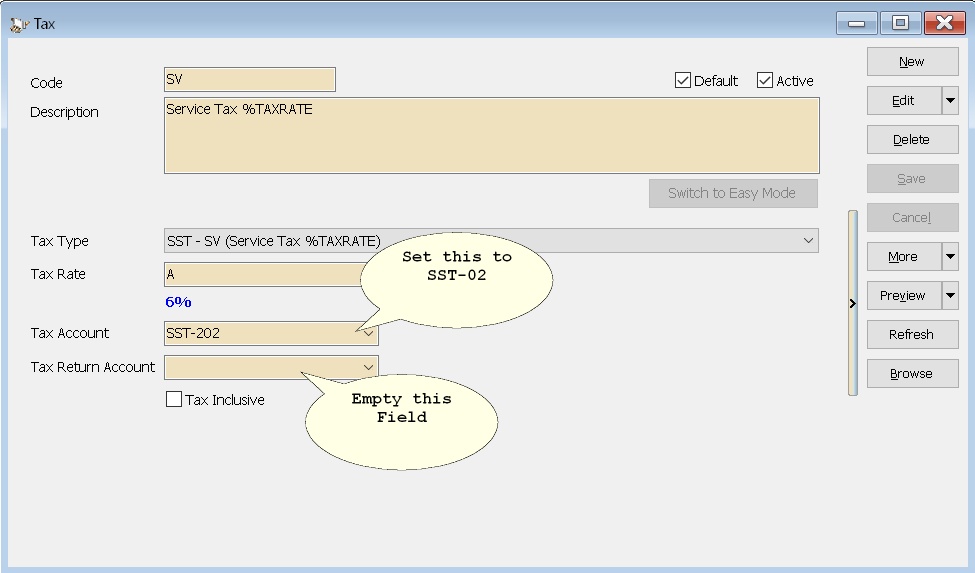 Tax
Code
SV
Default
Active
New
Description
Service Tax %TAXRATE
Edit
Delete
Save
Switch to Easy Mode
Cancel
Tax Type
SST - SV (Service Tax %TAXRATE)
More
Set this to
SST-02
Tax Rate
A
6%
Preview
Tax Account
SST-202
Refresh
Tax Return Account
Browse
Tax Inclusive
Empty this
Field